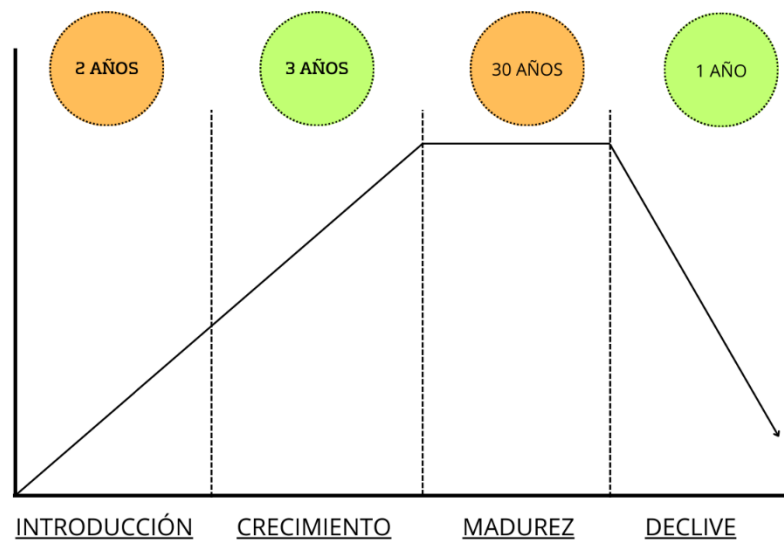 2 AÑOS
3 AÑOS
30 AÑOS
1 AÑO
INTRODUCCIÓN
CRECIMIENTO
MADUREZ
DECLIVE